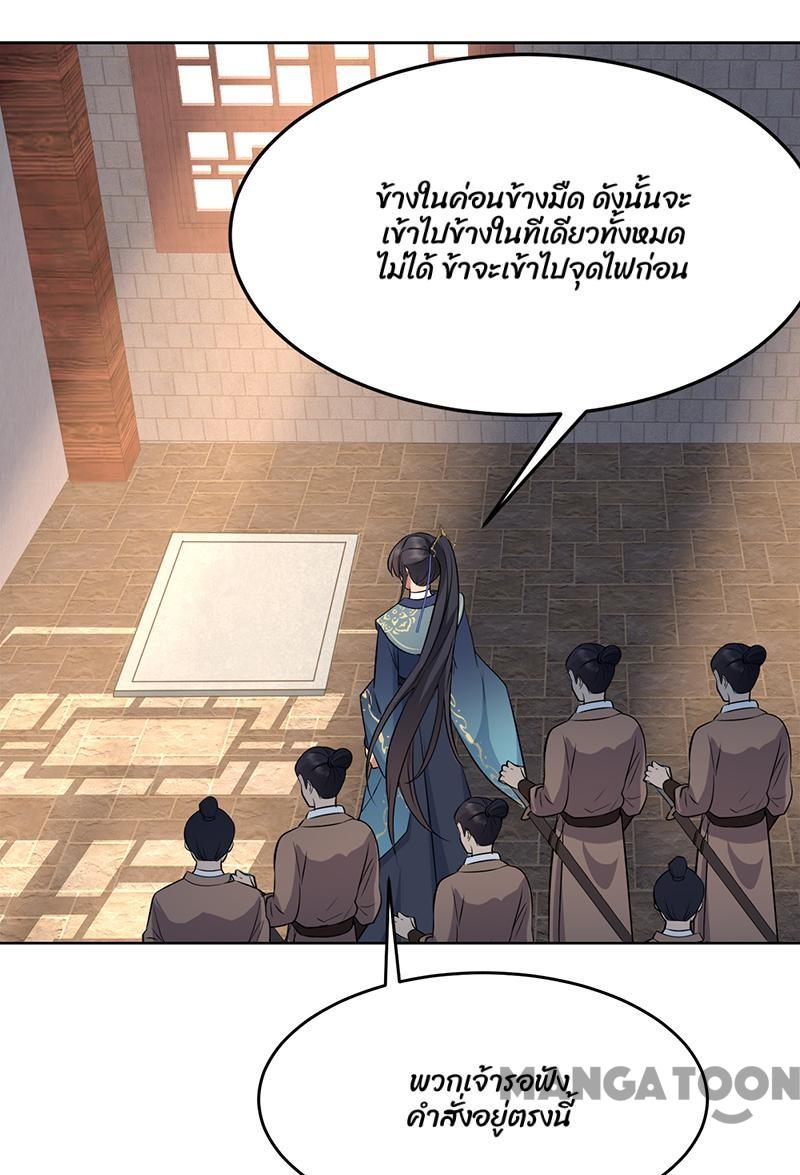 ข้างในค่อนข้างมืด ดังนั้นจะ
เข้าไปข้างในทีเดียวทั้งหมด
ไม่ได้ ข้าจะเข้าไปจุดไฟก่อน
พวกเจ้ารอฟัง
MANGATOON
คำสั่งอยู่ตรงนี้